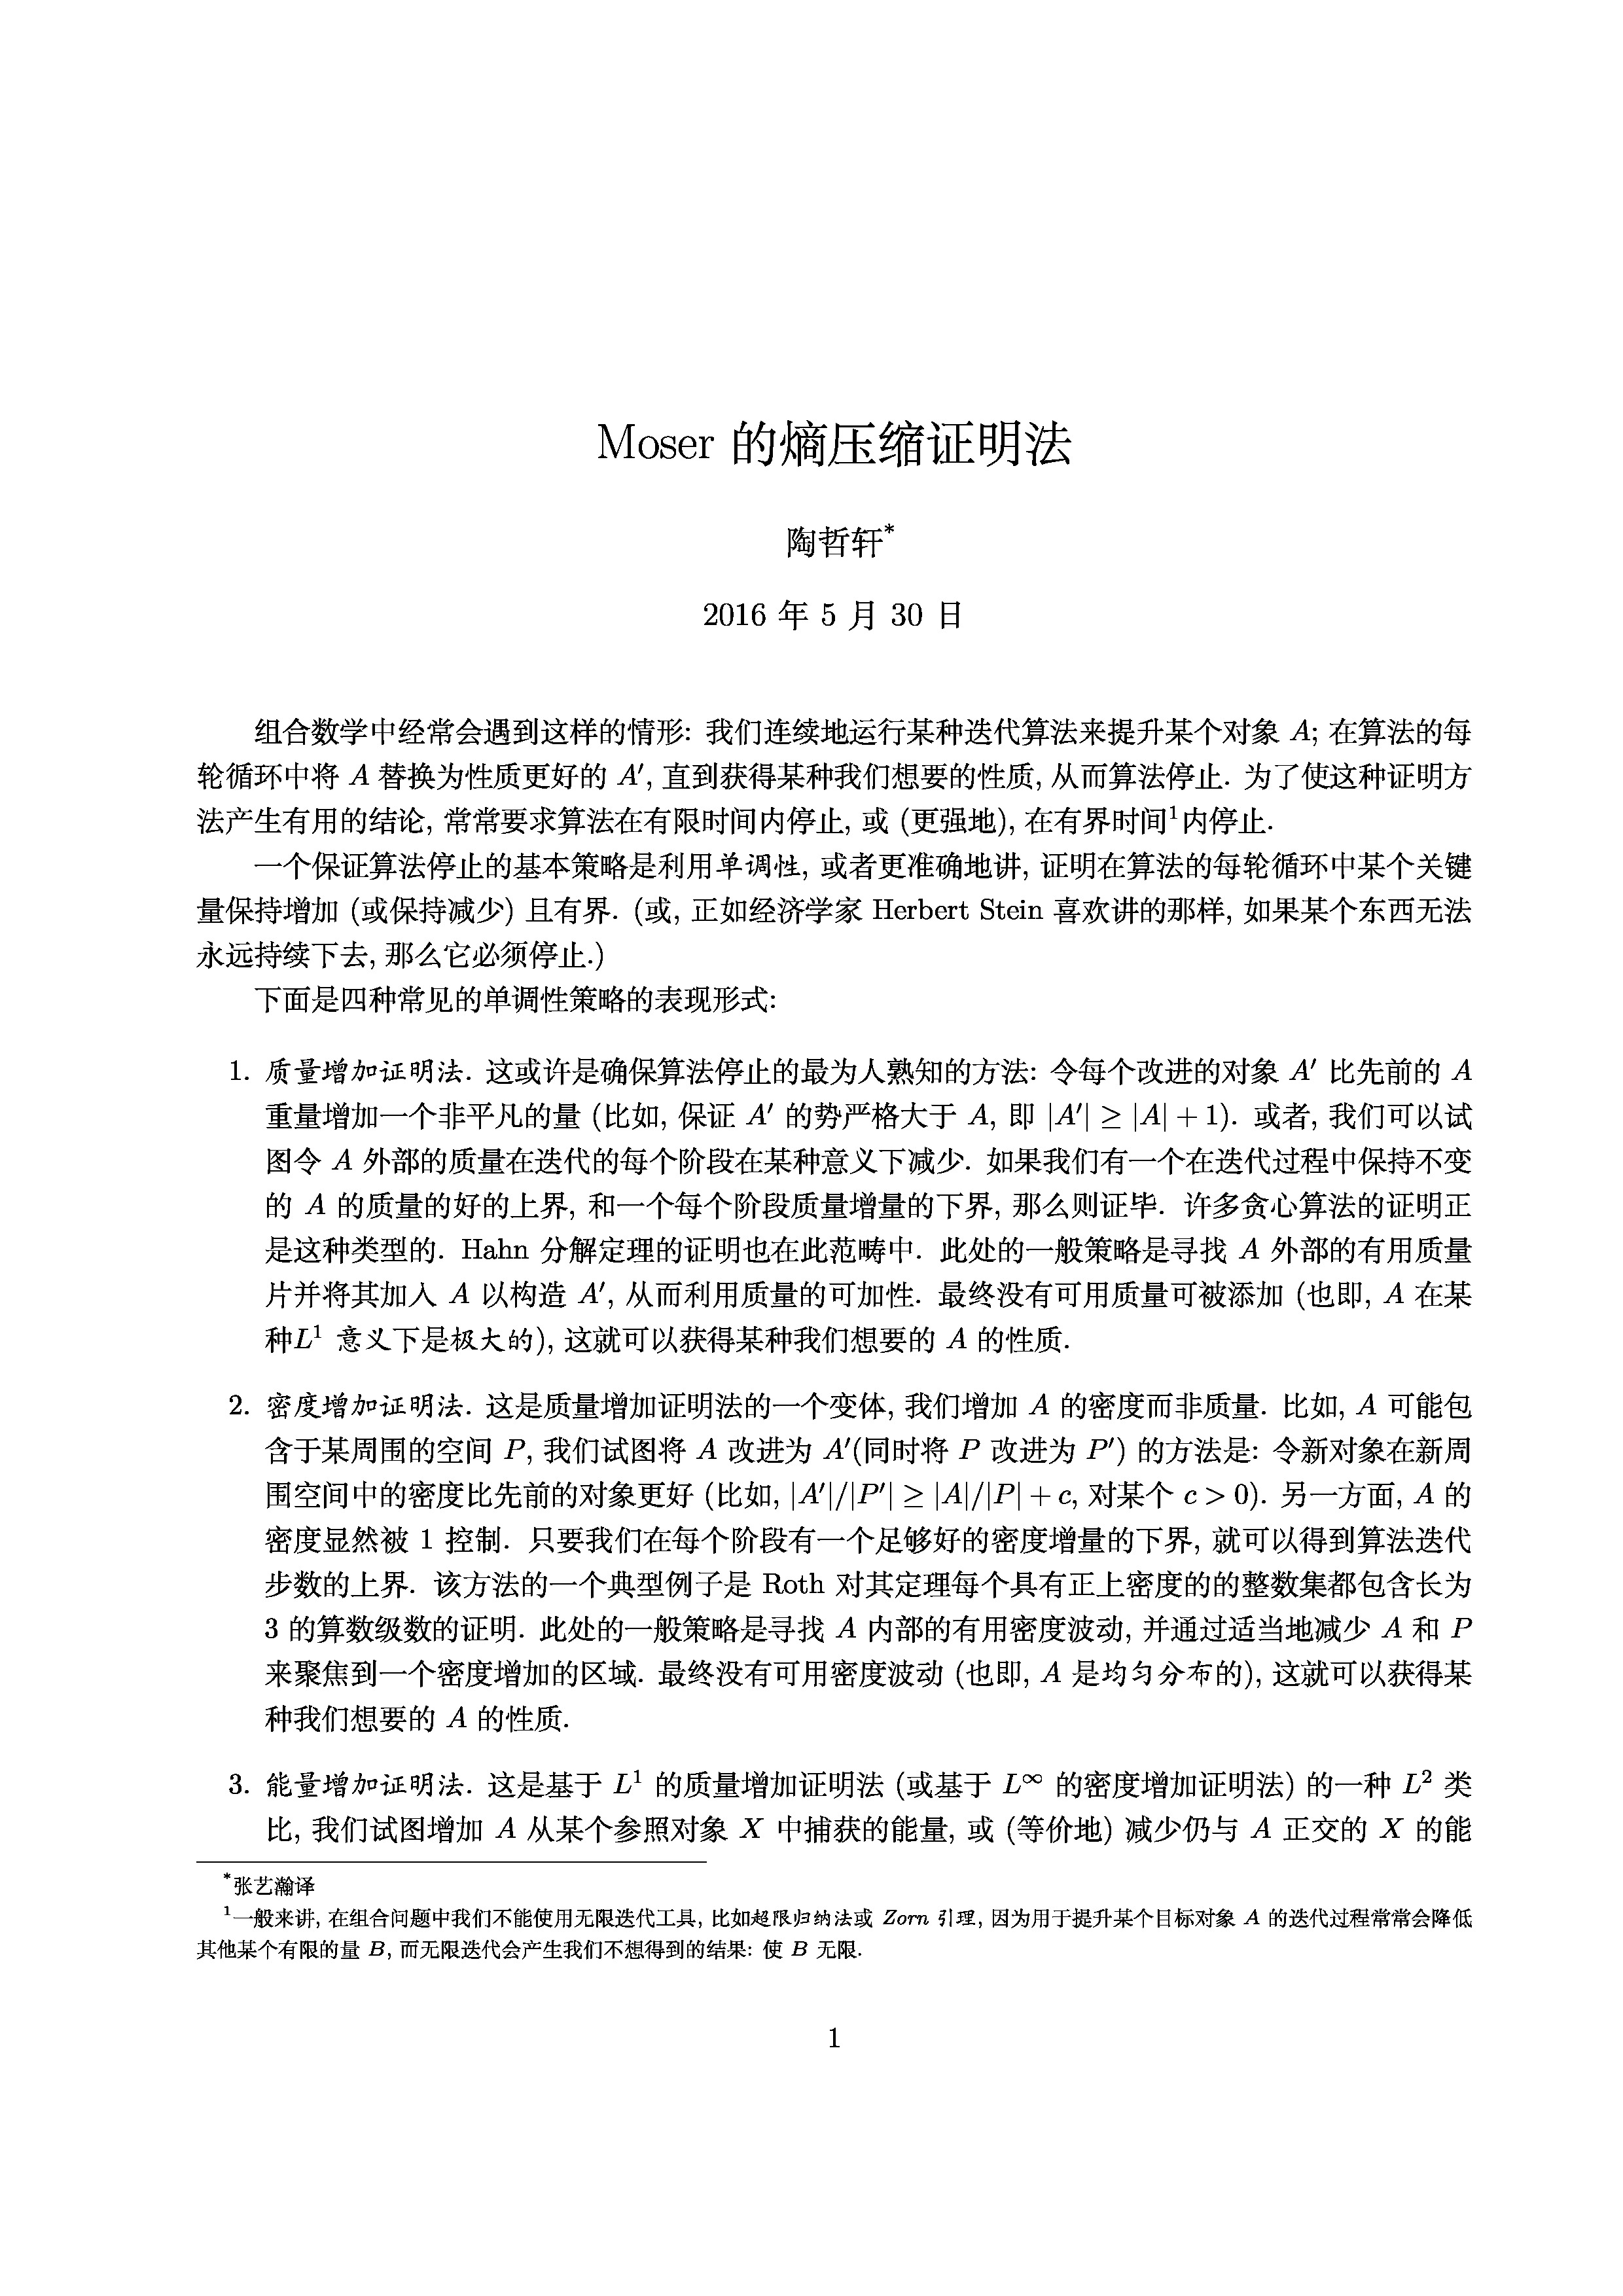 Moser 的熵压缩证明法
陶哲轩*
2016 年 5 月 30 日
组合数学中经常会遇到这样的情形: 我们连续地运行某种迭代算法来提升某个对象 A; 在算法的每
轮循环中将 A 替换为性质更好的 A′, 直到获得某种我们想要的性质, 从而算法停止. 为了使这种证明方
法产生有用的结论, 常常要求算法在有限时间内停止, 或 (更强地), 在有界时间¹内停止.
一个保证算法停止的基本策略是利用单调性, 或者更准确地讲, 证明在算法的每轮循环中某个关键
量保持增加 (或保持减少) 且有界. (或, 正如经济学家 Herbert Stein 喜欢讲的那样, 如果某个东西无法
永远持续下去, 那么它必须停止.)
下面是四种常见的单调性策略的表现形式:
1. 质量增加证明法. 这或许是确保算法停止的最为人熟知的方法: 令每个改进的对象 A′ 比先前的 A
重量增加一个非平凡的量 (比如, 保证 A′ 的势严格大于 A, 即 |A′| ≥ |A| + 1). 或者, 我们可以试
图令 A 外部的质量在迭代的每个阶段在某种意义下减少. 如果我们有一个在迭代过程中保持不变
的 A 的质量的好的上界, 和一个每个阶段质量增量的下界, 那么则证毕. 许多贪心算法的证明正
是这种类型的. Hahn 分解定理的证明也在此范畴中. 此处的一般策略是寻找 A 外部的有用质量
片并将其加入 A 以构造 A′, 从而利用质量的可加性. 最终没有可用质量可被添加 (也即, A 在某
种L¹ 意义下是极大的), 这就可以获得某种我们想要的 A 的性质.
2. 密度增加证明法. 这是质量增加证明法的一个变体, 我们增加 A 的密度而非质量. 比如, A 可能包
含于某周围的空间 P, 我们试图将 A 改进为 A′(同时将 P 改进为 P′) 的方法是: 令新对象在新周
围空间中的密度比先前的对象更好 (比如, |A′|/|P′| ≥ |A|/|P| + c, 对某个 c > 0). 另一方面, A 的
密度显然被 1 控制. 只要我们在每个阶段有一个足够好的密度增量的下界, 就可以得到算法迭代
步数的上界. 该方法的一个典型例子是 Roth 对其定理每个具有正上密度的的整数集都包含长为
3 的算数级数的证明. 此处的一般策略是寻找 A 内部的有用密度波动, 并通过适当地减少 A 和 P
来聚焦到一个密度增加的区域. 最终没有可用密度波动 (也即, A 是均匀分布的), 这就可以获得某
种我们想要的 A 的性质.
3. 能量增加证明法. 这是基于 L¹ 的质量增加证明法 (或基于 L∞ 的密度增加证明法) 的一种 L² 类
比, 我们试图增加 A 从某个参照对象 X 中捕获的能量, 或 (等价地) 减少仍与 A 正文的 X 的能
*张艺瀚译
¹一般来讲, 在组合问题中我们不能使用无限迭代工具, 比如超限归纳法或 Zorn 引理, 因为用于提升某个目标对象 A 的迭代过程常常会降低
其他某个有限的量 B, 而无限迭代会产生我们不想得到的结果: 使 B 无限.
1